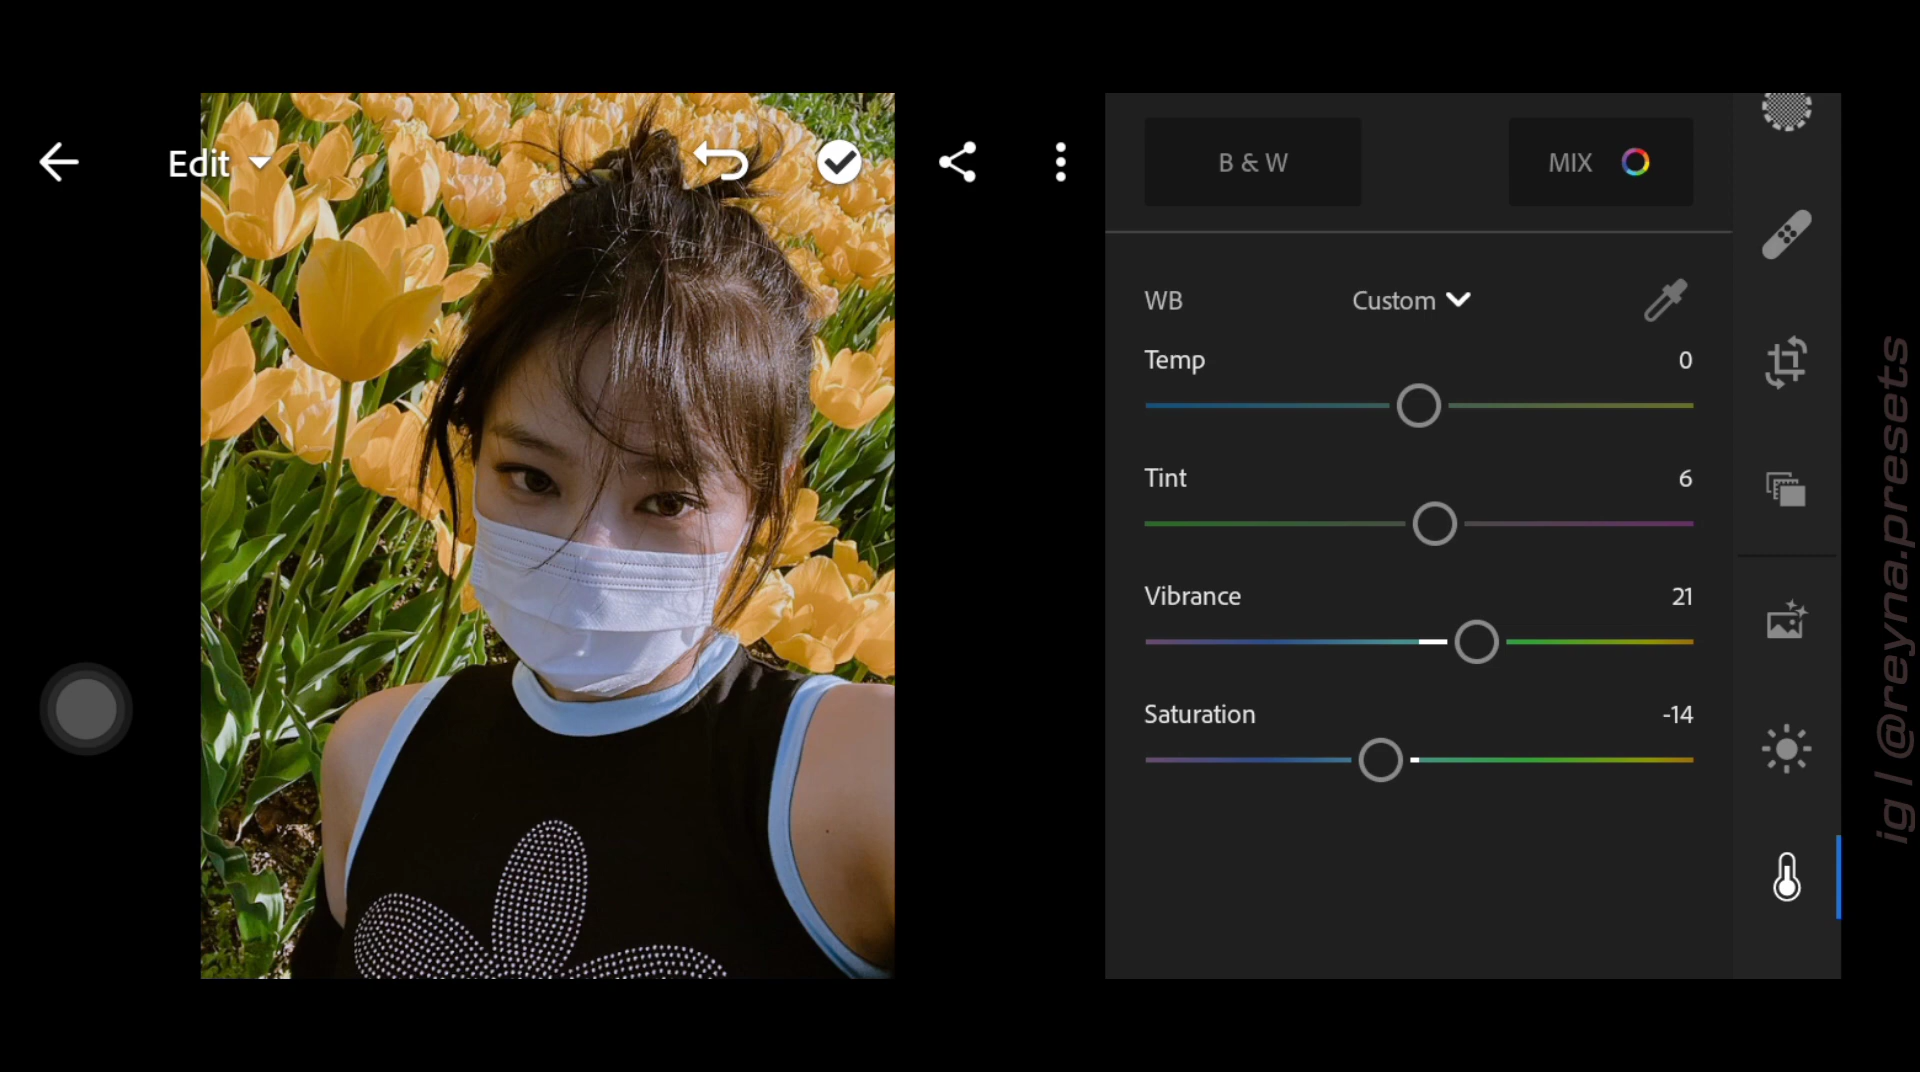 Edit
B & W
MIX
WB
Custom
Temp
0
Tint
6
Vibrance
21
Saturation
-14
ig | @reyna.presets